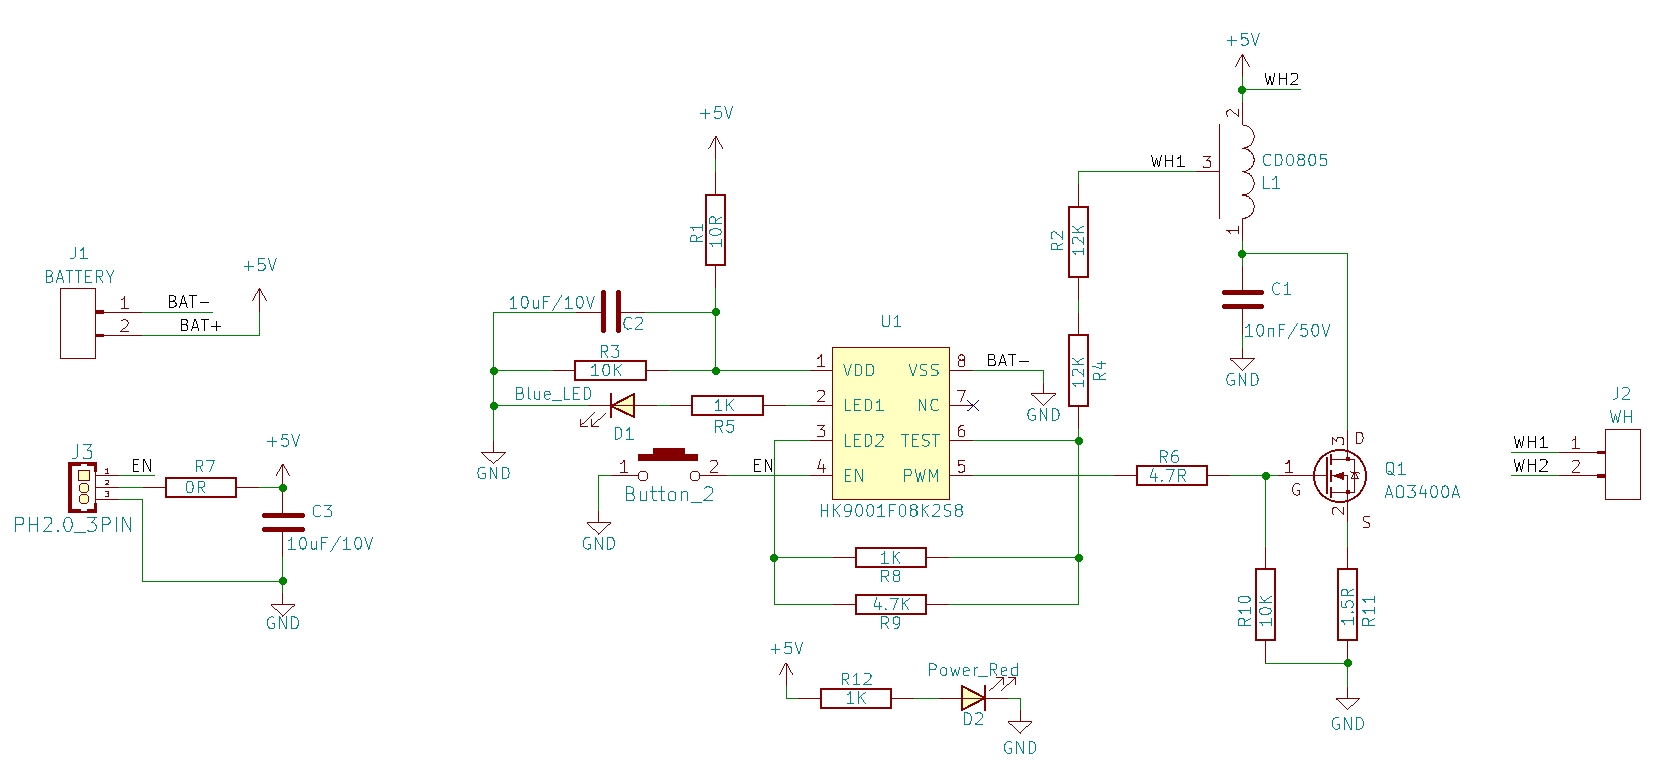 +5V
WH2
2
CD0805
L1
WH1
3
1
+5V
R1
10R
R2
12K
J1
BATTERY
+5V
1
BAT-
2
BAT+
10uF/10V
C2
C1
10nF/50V
GND
U1
R3
10K
1
VDD
VSS
8
BAT-
GND
12K
R4
Blue_LED
D1
1K
R5
2
LED1
NC
7
3
LED2
TEST
6
GND
1
2
Button_2
GND
EN
4
EN
PWM
5
HK9001F08K2S8
R6
4.7R
1
G
3
D
Q1
AO3400A
2
S
J2
WH
WH1
1
WH2
2
J3
1
2
3
EN
R7
0R
+5V
C3
10uF/10V
PH2.0_3PIN
GND
1K
R8
4.7K
R9
R10
10K
1.5R
R11
GND
+5V
R12
1K
Power_Red
D2
GND